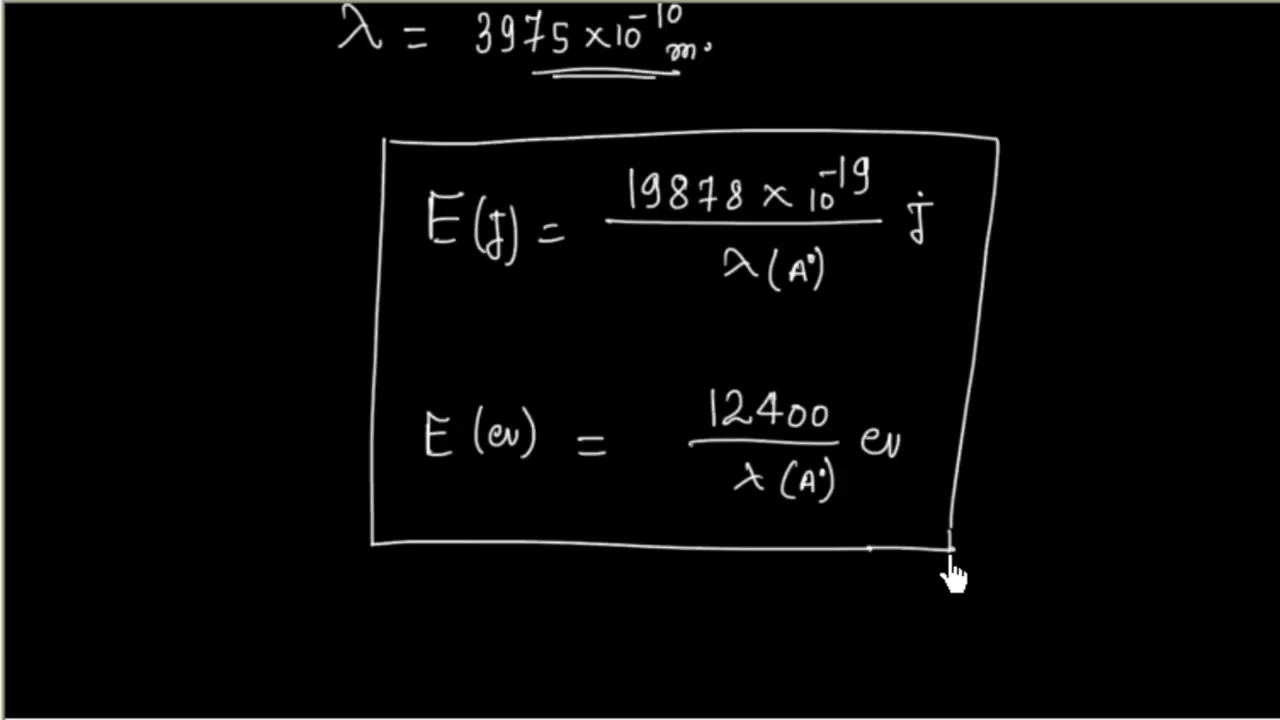 λ = 3975 × 10⁻¹⁰ m.
E (J) = 19878 × 10⁻¹⁹ / λ (A°) j
E (ev) = 12400 / λ (A°) ev